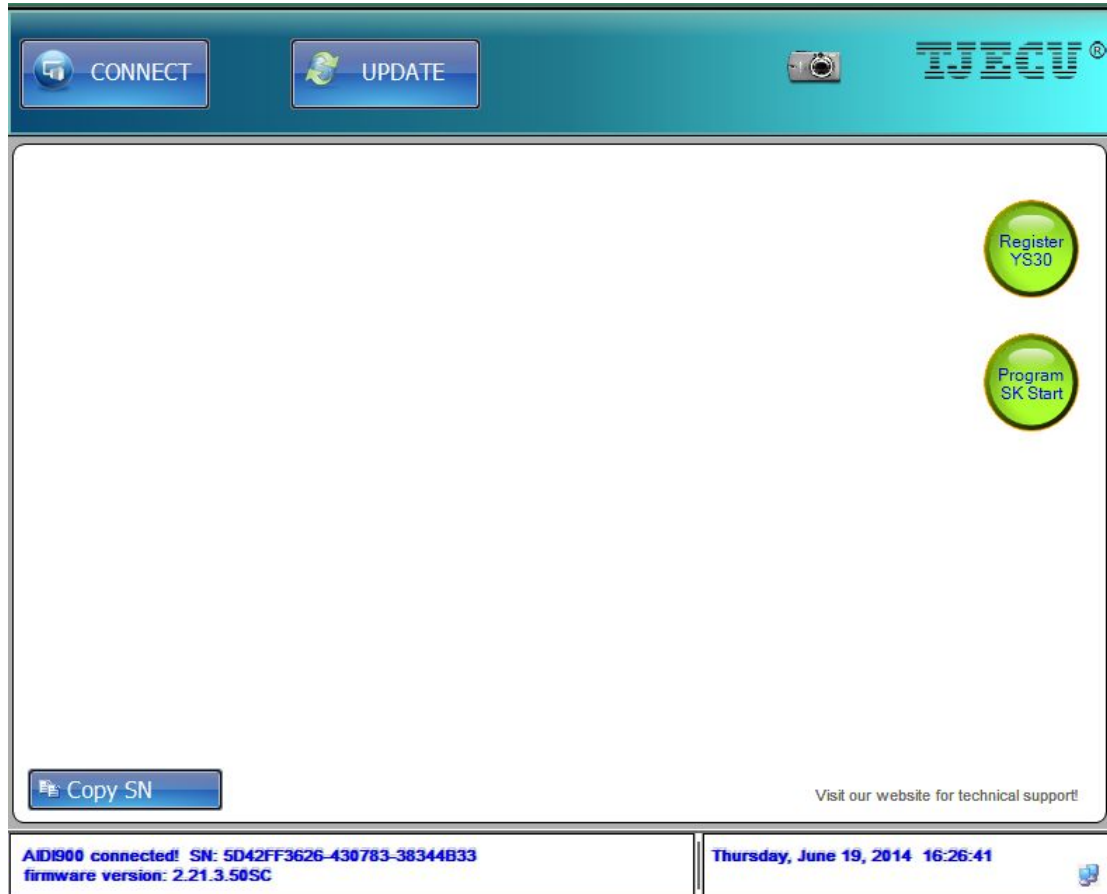 CONNECT
UPDATE
TJECU®
Register
YS30
Program
SK Start
Copy SN
Visit our website for technical support!
AIDI900 connected! SN: 5D42FF3626-430783-38344B33
firmware version: 2.21.3.50SC
Thursday, June 19, 2014 16:26:41